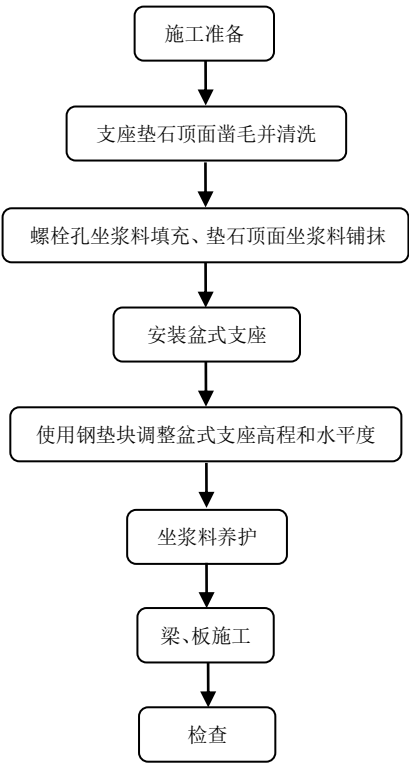 施工准备
支座垫石顶面凿毛并清洗
螺栓孔坐浆料填充、垫石顶面坐浆料铺抹
安装盆式支座
使用钢垫块调整盆式支座高程和水平度
坐浆料养护
梁、板施工
检查